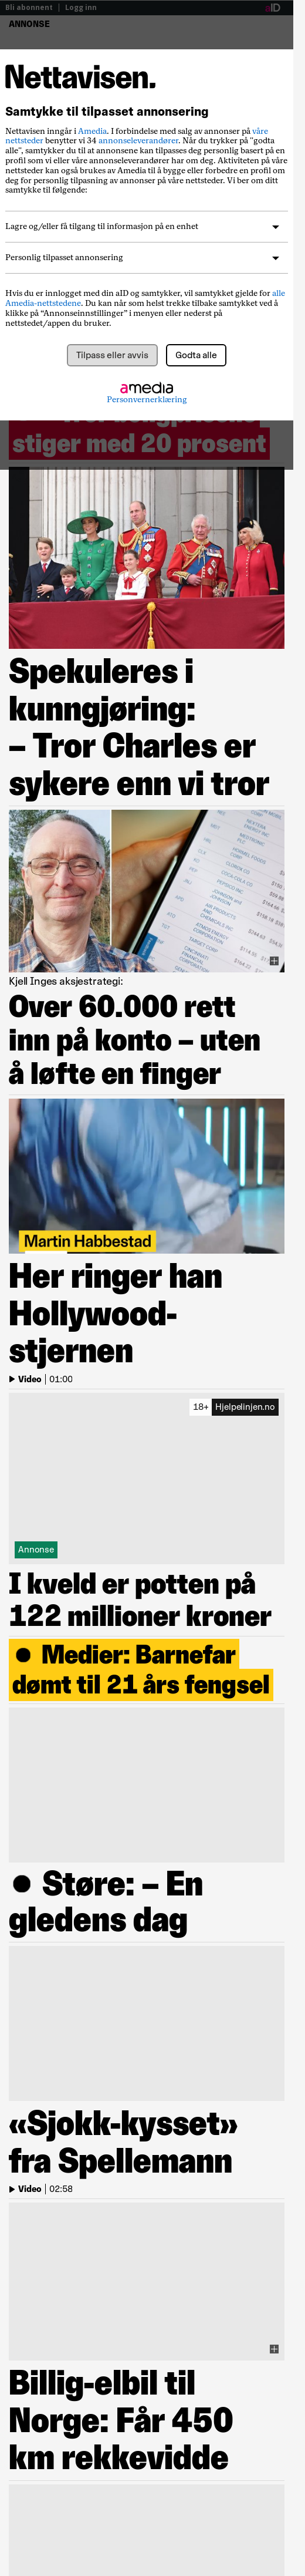 Bli abonnent | Logg inn aID
ANNONSE
Nettavisen.
Samtykke til tilpasset annonsering
Nettavisen inngår i Amedia. I forbindelse med salg av annonser på våre
nettsteder benytter vi 34 annonseleverandører. Når du trykker på "godta
alle", samtykker du til at annonsene kan tilpasses deg personlig basert på en
profil som vi eller våre annonseleverandører har om deg. Aktiviteten på våre
nettsteder kan også brukes av Amedia til å bygge eller forbedre en profil om
deg for personlig tilpasning av annonser på våre nettsteder. Vi ber om ditt
samtykke til følgende:
Lagre og/eller få tilgang til informasjon på en enhet
Personlig tilpasset annonsering
Hvis du er innlogget med din aID og samtykker, vil samtykket gjelde for alle
Amedia-nettstedene. Du kan når som helst trekke tilbake samtykket ved å
klikke på “Annonseinnstillinger” i menyen eller nederst på
nettstedet/appen du bruker.
Tilpass eller avvis Godta alle
amedia
Personvernerklæring
stiger med 20 prosent
Spekuleres i
kunngjøring:
– Tror Charles er
sykere enn vi tror
Kjell Inges aksjestrategi:
Over 60.000 rett
inn på konto – uten
å løfte en finger
Martin Habbestad
Her ringer han
Hollywood-
stjernen
Video | 01:00
18+ Hjelpelinjen.no
Annonse
I kveld er potten på
122 millioner kroner
Medier: Barnefar
dømt til 21 års fengsel
Støre: – En
gledens dag
«Sjokk-kysset»
fra Spellemann
Video | 02:58
Billig-elbil til
Norge: Får 450
km rekkevidde